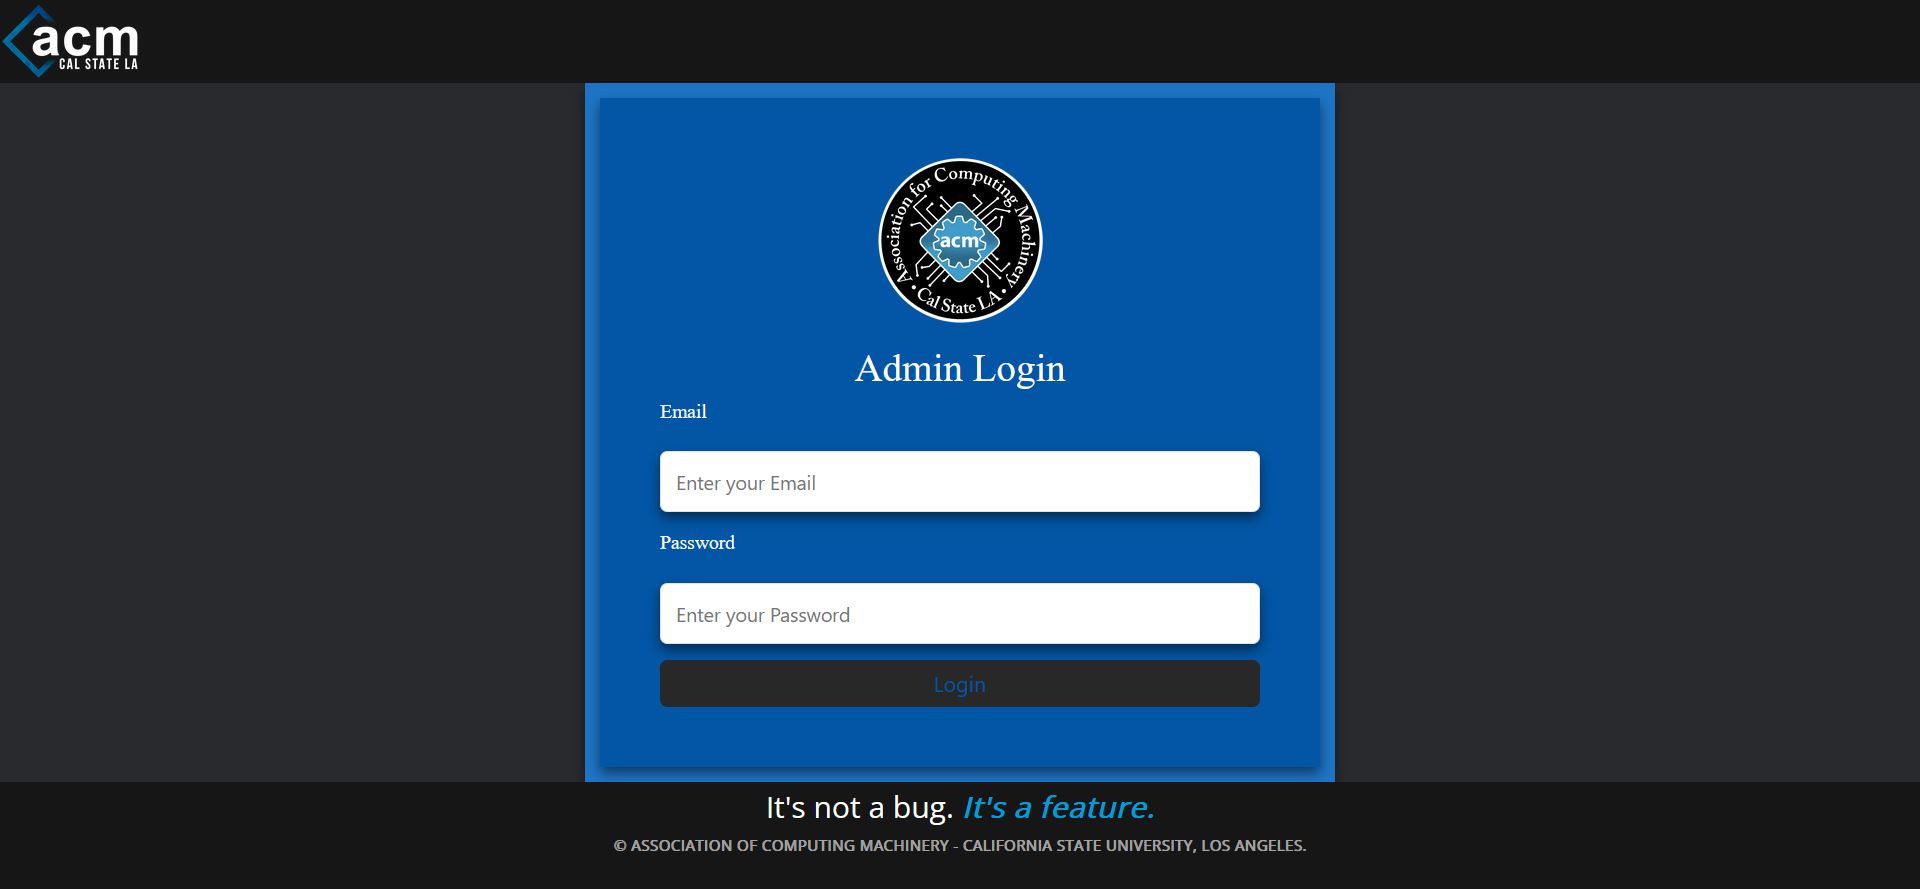 acm
CAL STATE LA
Association for Computing Machinery
acm
• Cal State LA •
Admin Login
Email
Enter your Email
Password
Enter your Password
Login
It's not a bug. It's a feature.
© ASSOCIATION OF COMPUTING MACHINERY - CALIFORNIA STATE UNIVERSITY, LOS ANGELES.